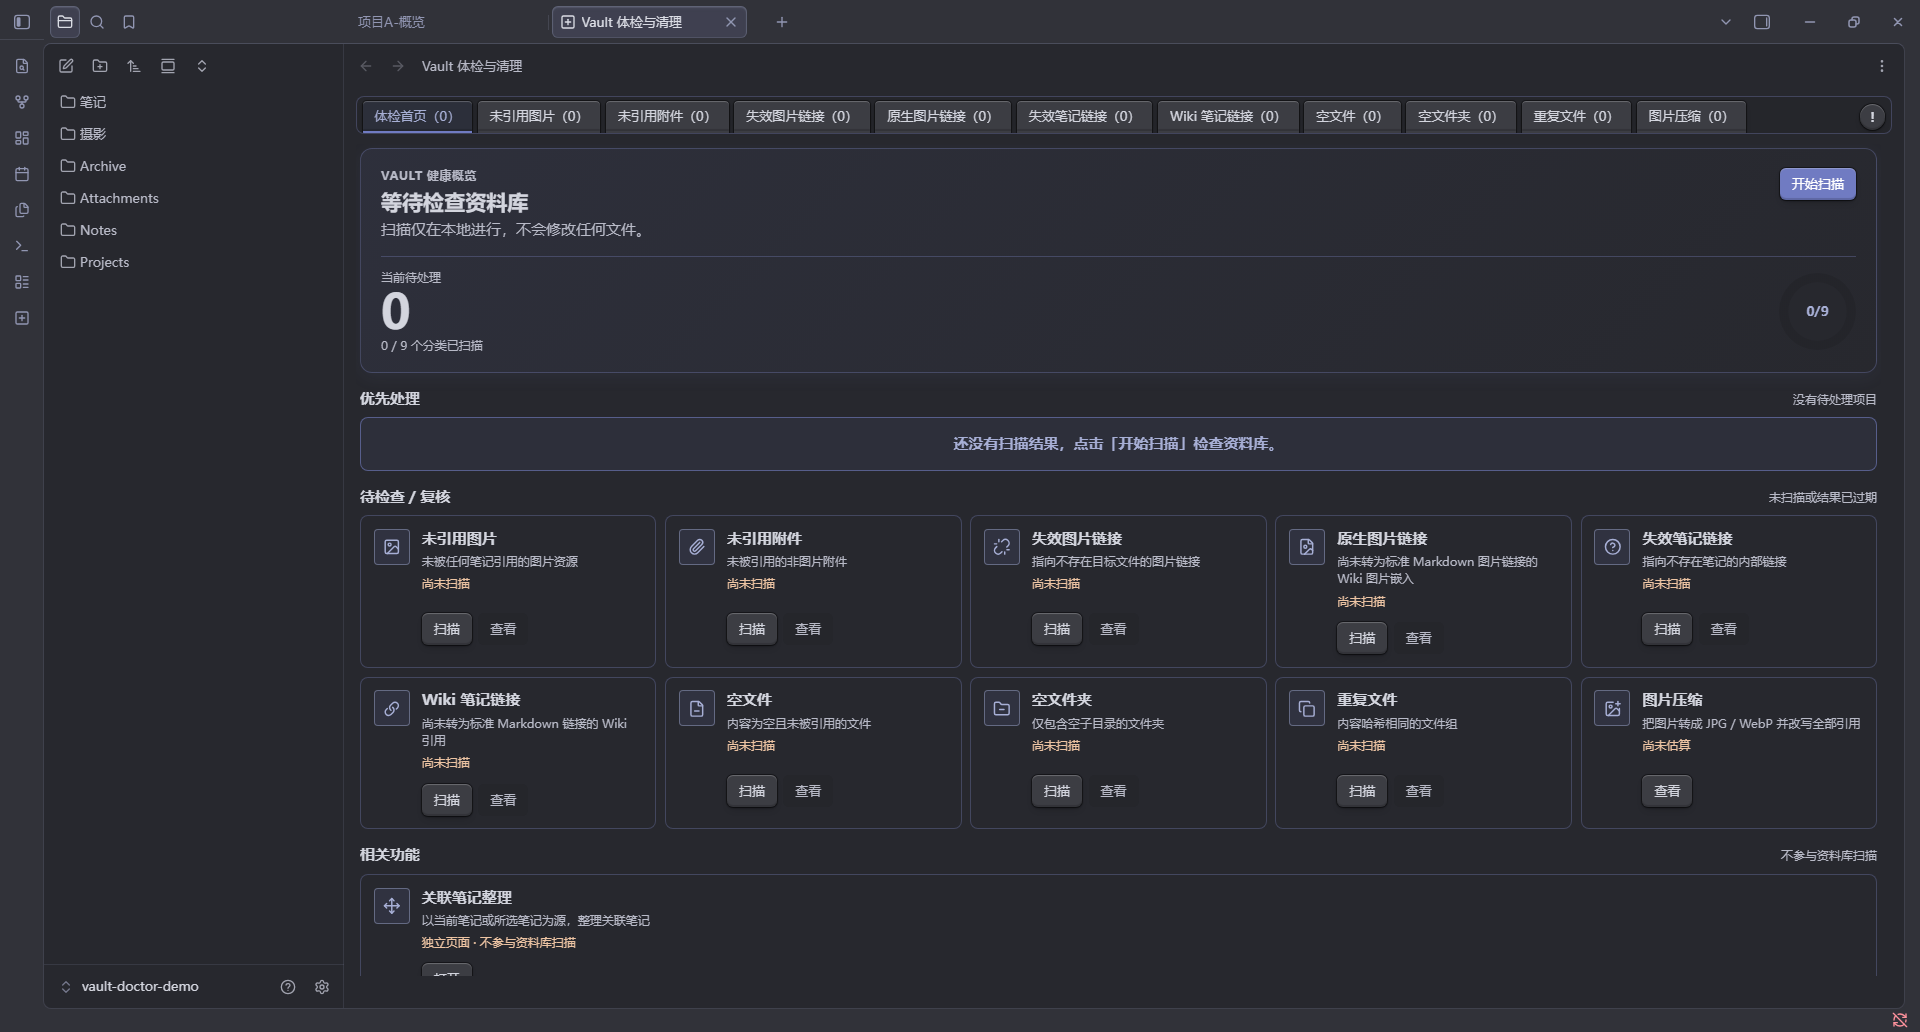 项目A-概览
Vault 体检与清理
Vault 体检与清理
笔记
摄影
Archive
Attachments
Notes
Projects
vault-doctor-demo
体检首页 (0)
未引用图片 (0)
未引用附件 (0)
失效图片链接 (0)
原生图片链接 (0)
失效笔记链接 (0)
Wiki 笔记链接 (0)
空文件 (0)
空文件夹 (0)
重复文件 (0)
图片压缩 (0)
!
VAULT 健康概览
等待检查资料库
扫描仅在本地进行，不会修改任何文件。
开始扫描
当前待处理
0
0 / 9 个分类已扫描
0/9
优先处理
没有待处理项目
还没有扫描结果，点击「开始扫描」检查资料库。
待检查 / 复核
未扫描或结果已过期
未引用图片
未被任何笔记引用的图片资源
尚未扫描
扫描
查看
未引用附件
未被引用的非图片附件
尚未扫描
扫描
查看
失效图片链接
指向不存在目标文件的图片链接
尚未扫描
扫描
查看
原生图片链接
尚未转为标准 Markdown 图片链接的
Wiki 图片嵌入
尚未扫描
扫描
查看
失效笔记链接
指向不存在笔记的内部链接
尚未扫描
扫描
查看
Wiki 笔记链接
尚未转为标准 Markdown 链接的 Wiki
引用
尚未扫描
扫描
查看
空文件
内容为空且未被引用的文件
尚未扫描
扫描
查看
空文件夹
仅包含空子目录的文件夹
尚未扫描
扫描
查看
重复文件
内容哈希相同的文件组
尚未扫描
扫描
查看
图片压缩
把图片转成 JPG / WebP 并改写全部引用
尚未估算
查看
相关功能
不参与资料库扫描
关联笔记整理
以当前笔记或所选笔记为源，整理关联笔记
独立页面 · 不参与资料库扫描
打开